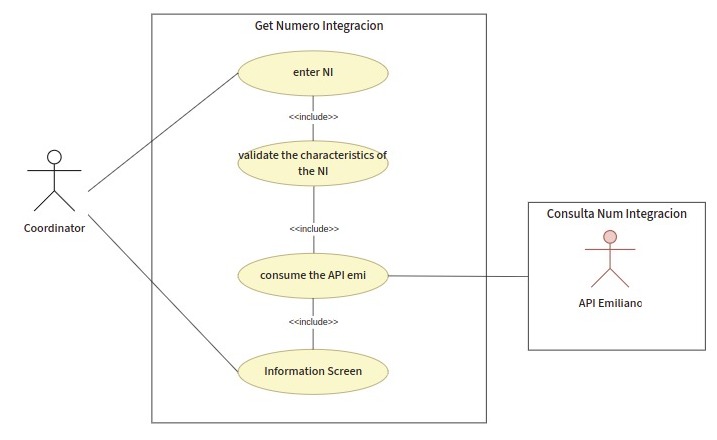 Get Numero Integracion
enter NI
<<include>>
validate the characteristics of
the NI
Coordinator
<<include>>
Consulta Num Integracion
consume the API emi
API Emiliano
<<include>>
Information Screen